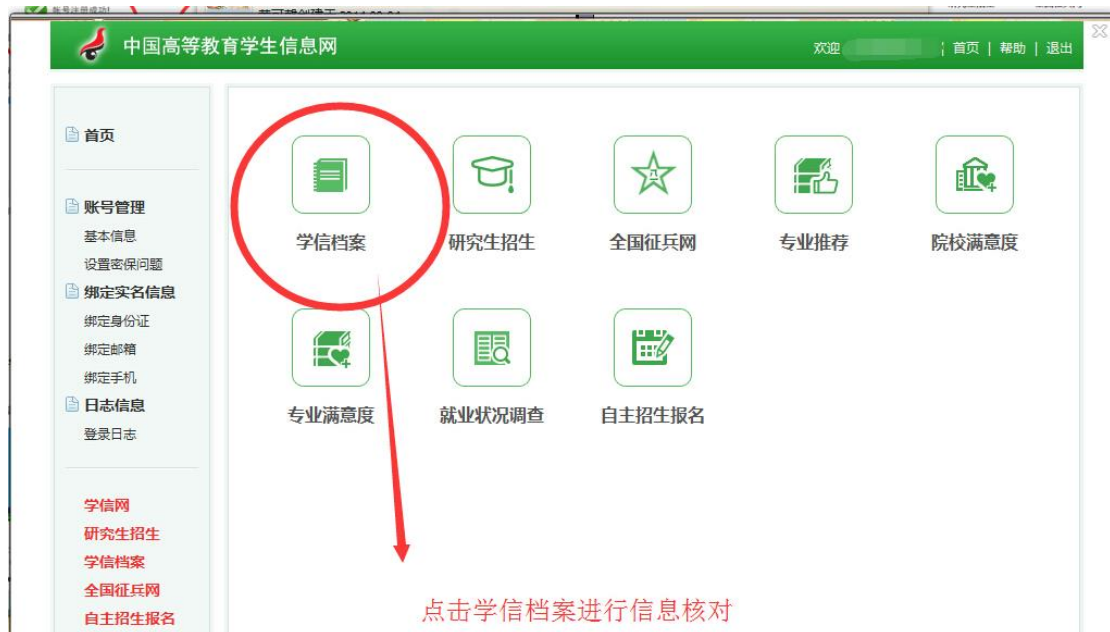 账号注册成功!
中国高等教育学生信息网
欢迎
| 首页 | 帮助 | 退出
首页
账号管理
基本信息
设置密保问题
绑定实名信息
绑定身份证
绑定邮箱
绑定手机
日志信息
登录日志
学信网
研究生招生
学信档案
全国征兵网
自主招生报名
学信档案
研究生招生
全国征兵网
专业推荐
院校满意度
专业满意度
就业状况调查
自主招生报名
点击学信档案进行信息核对